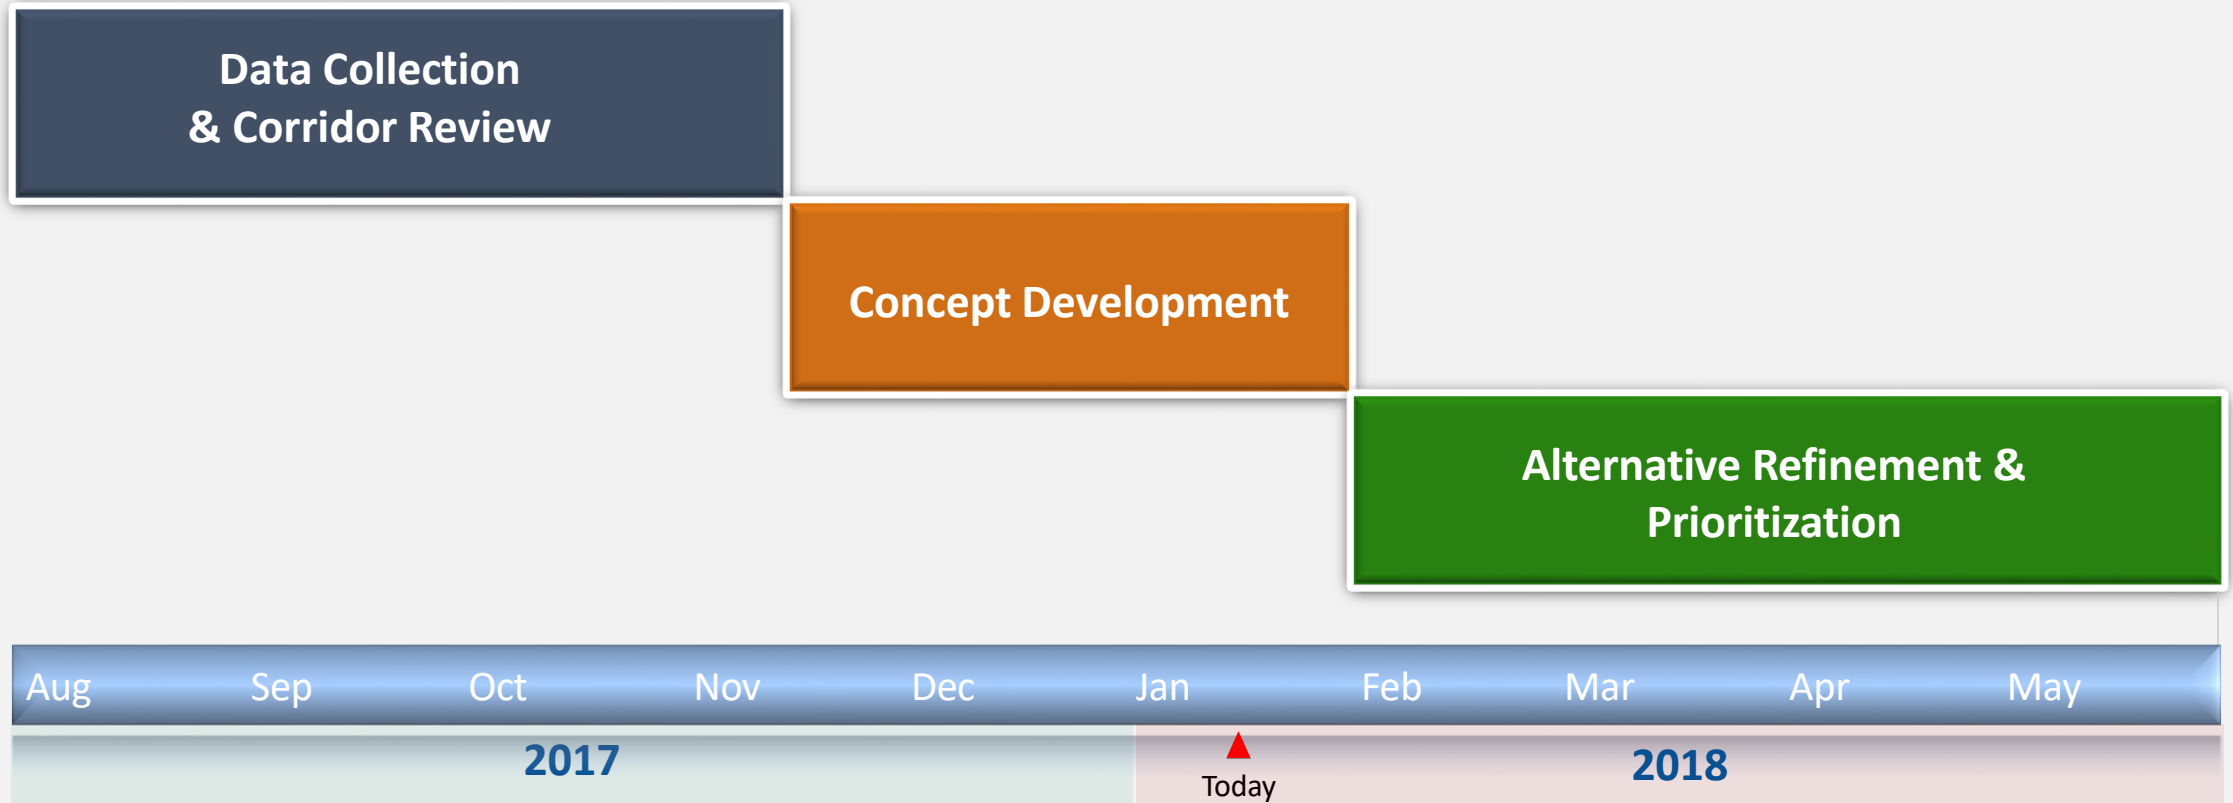 Data Collection
& Corridor Review
Concept Development
Alternative Refinement &
Prioritization
Aug Sep Oct Nov Dec Jan Feb Mar Apr May
2017 2018
Today